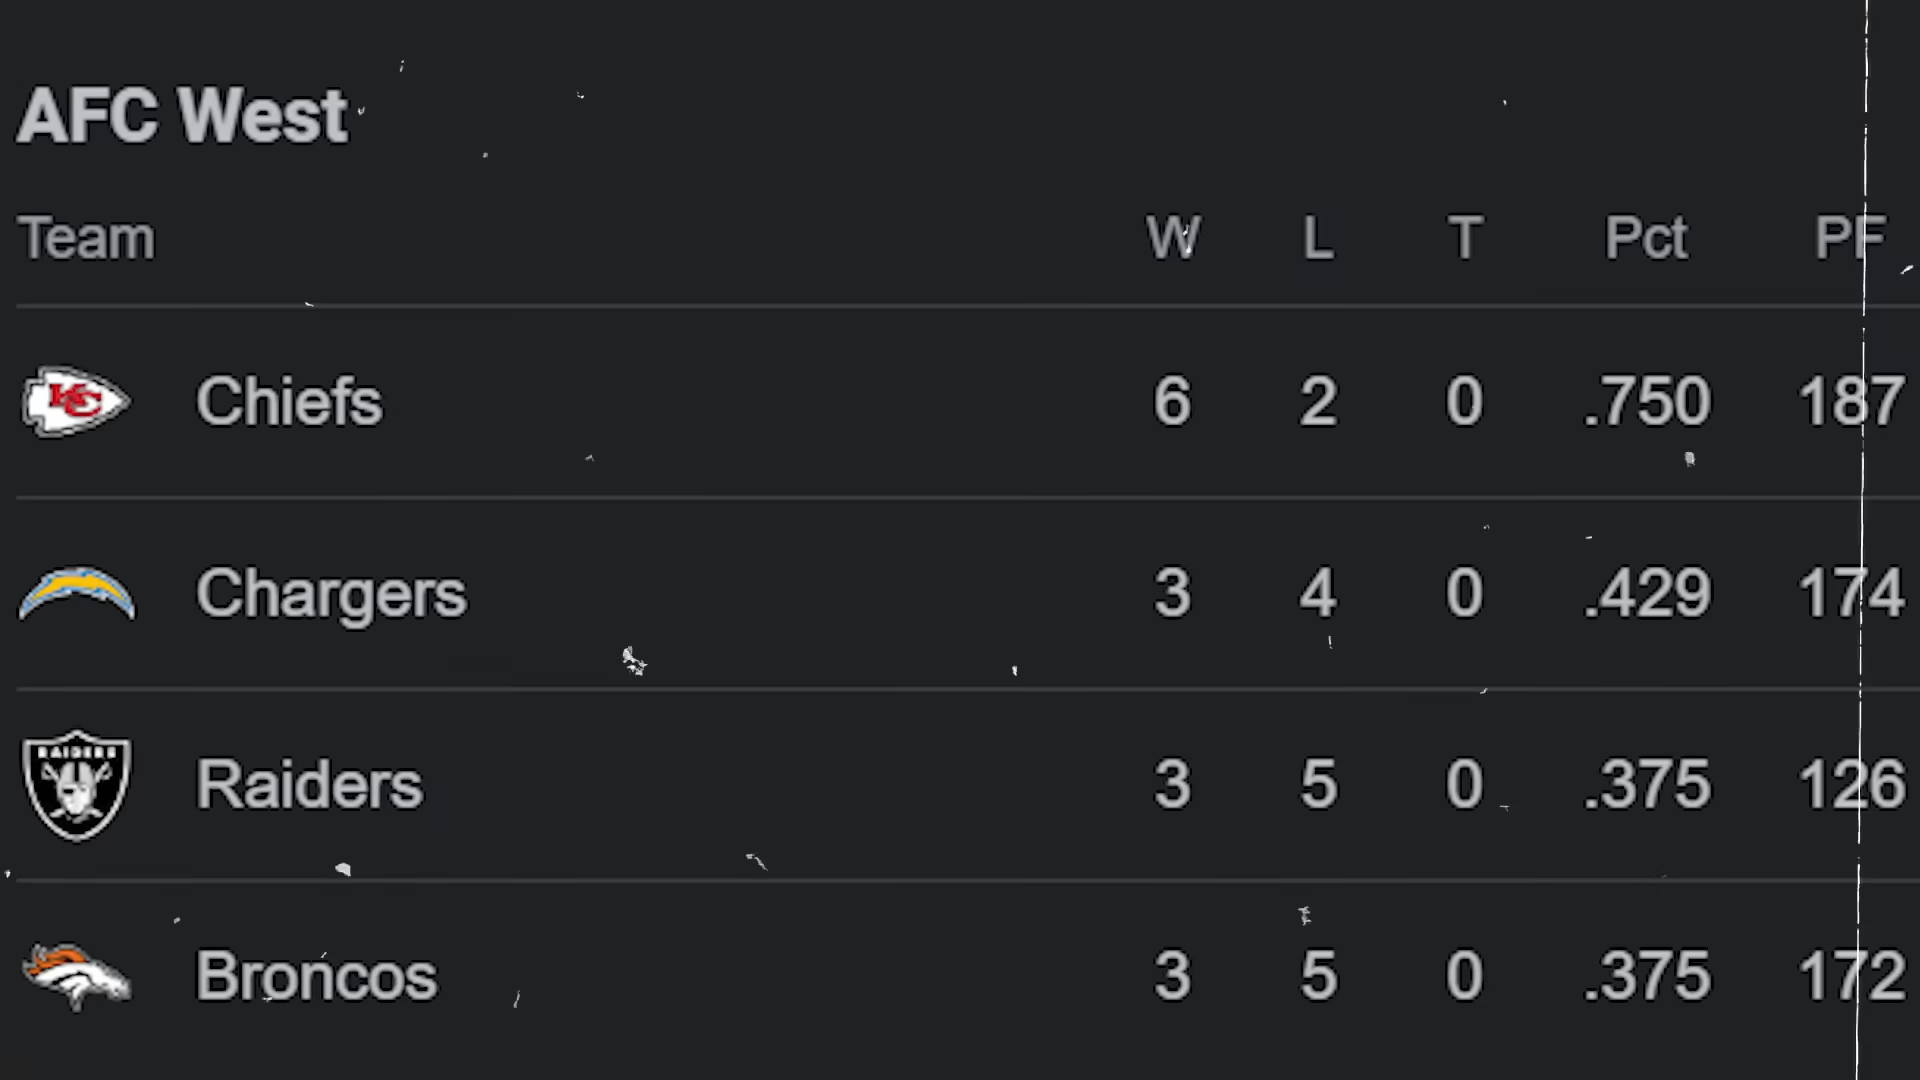 AFC West
Team W L T Pct PF
Chiefs 6 2 0 .750 187
Chargers 3 4 0 .429 174
RAIDERS
Raiders 3 5 0 .375 126
Broncos 3 5 0 .375 172